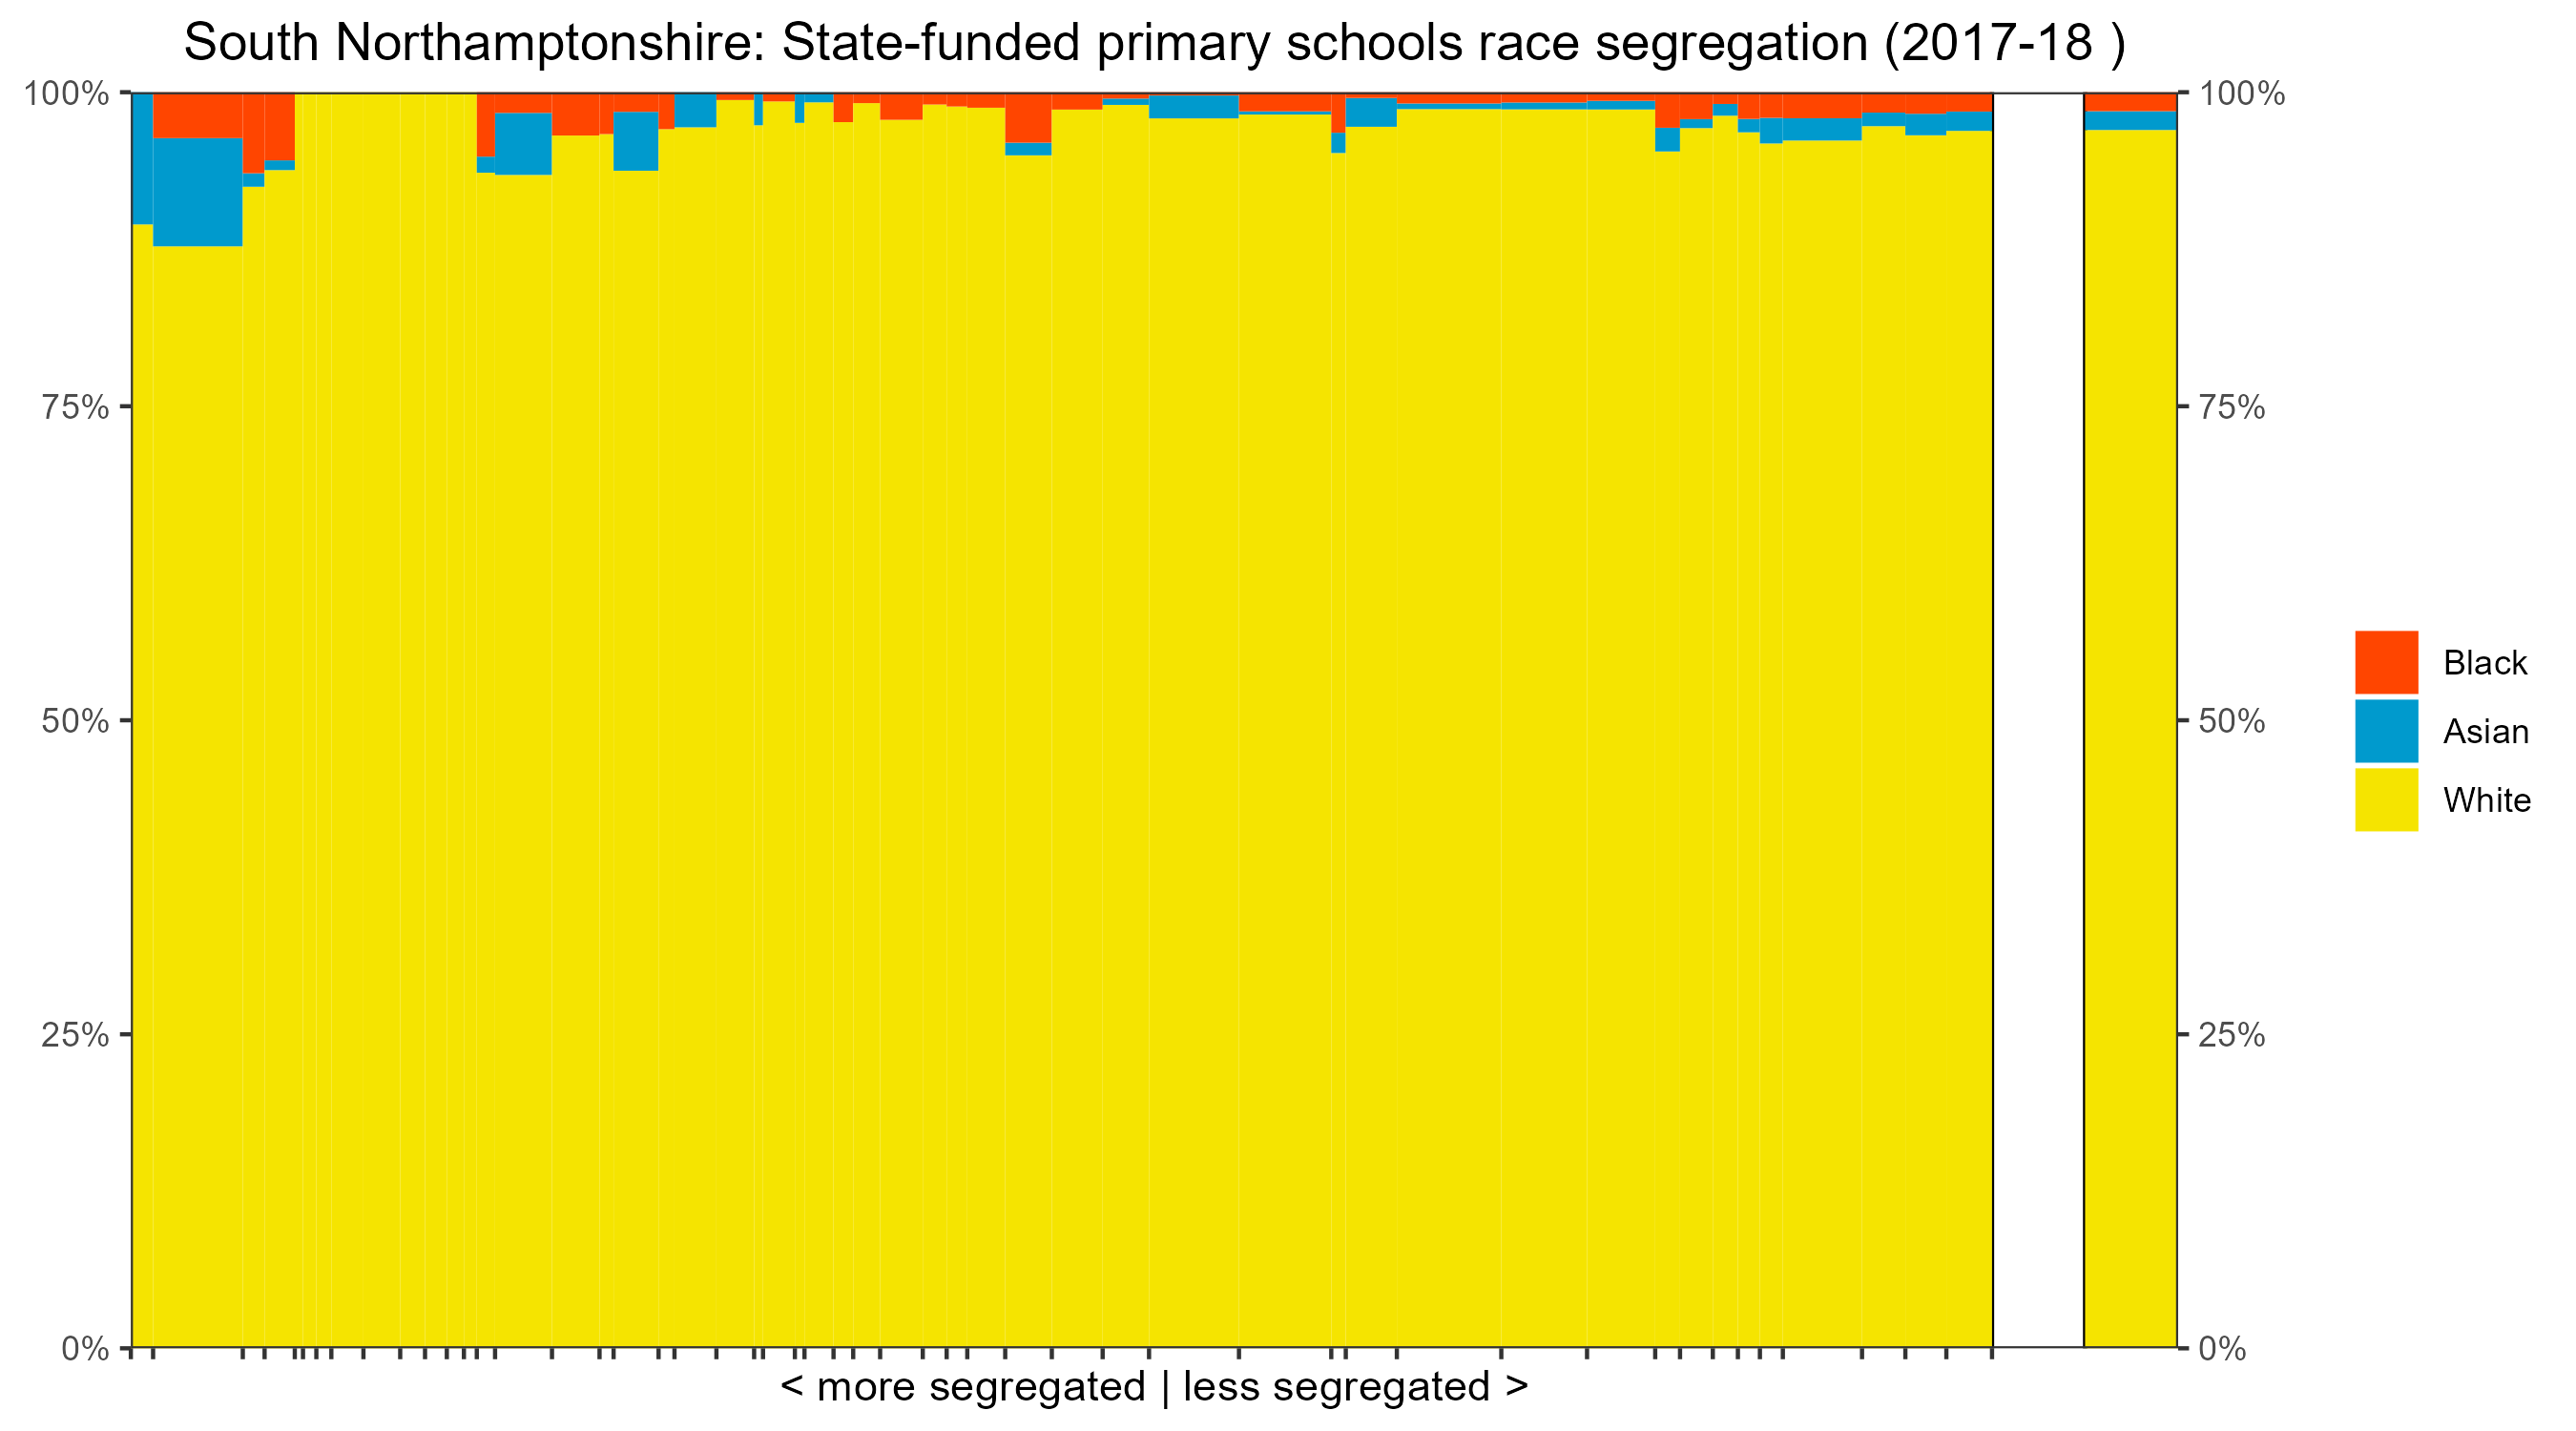 South Northamptonshire: State-funded primary schools race segregation (2017-18 )
100%
75%
50%
25%
0%
100%
75%
50%
25%
0%
Black
Asian
White
< more segregated | less segregated >